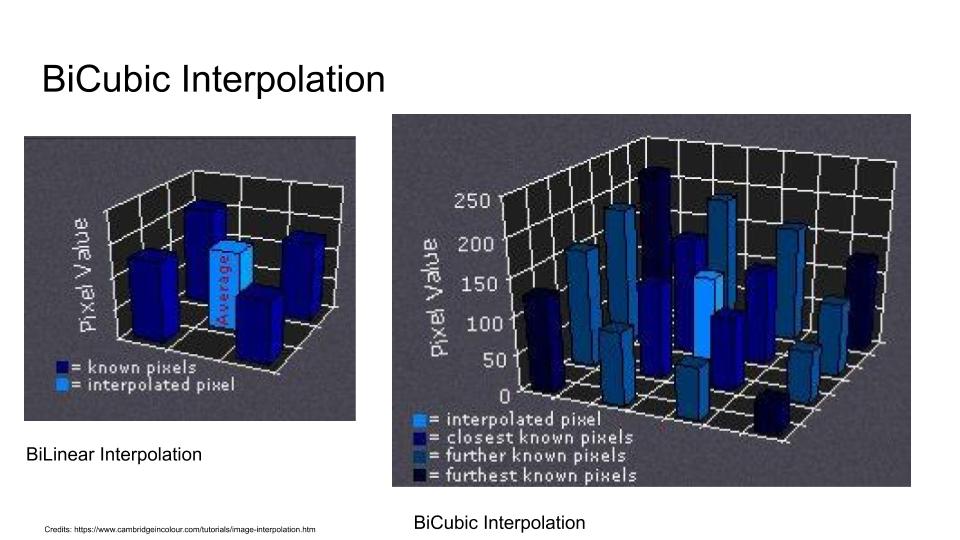 BiCubic Interpolation
Pixel Value
Average
= known pixels
= interpolated pixel
BiLinear Interpolation
250
200
150
100
50
0
Pixel Value
= interpolated pixel
= closest known pixels
= further known pixels
= furthest known pixels
BiCubic Interpolation
Credits: https://www.cambridgeincolour.com/tutorials/image-interpolation.htm